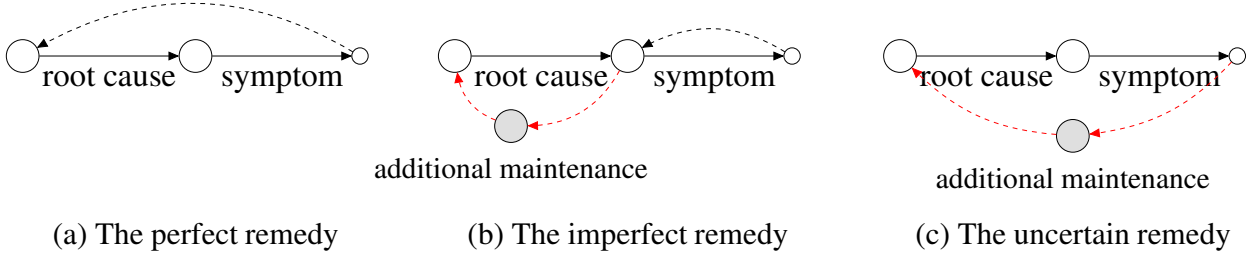 root cause symptom
root cause symptom
root cause symptom
additional maintenance
additional maintenance
(a) The perfect remedy
(b) The imperfect remedy
(c) The uncertain remedy